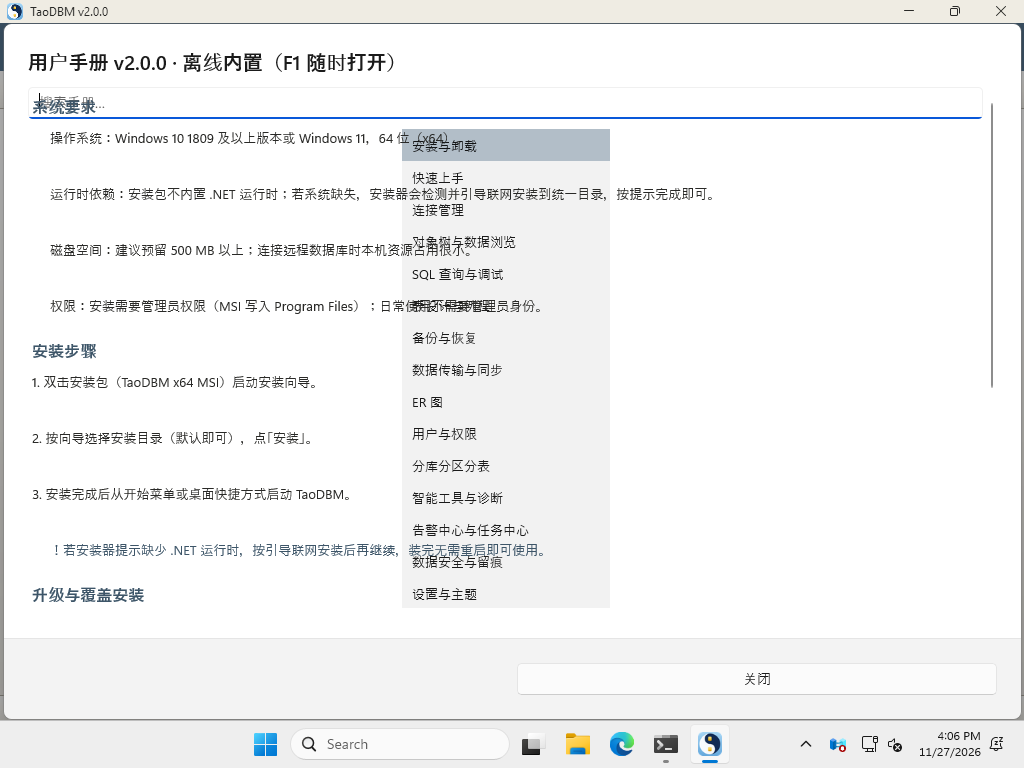 TaoDBM v2.0.0
用户手册 v2.0.0 · 离线内置（F1 随时打开）
搜索手册...
系统要求
操作系统：Windows 10 1809 及以上版本或 Windows 11，64 位（x64）
安装与卸载
快速上手
运行时依赖：安装包不内置 .NET 运行时；若系统缺失，安装器会检测并引导联网安装到统一目录，按提示完成即可。
连接管理
对象树与数据浏览
磁盘空间：建议预留 500 MB 以上；连接远程数据库时本机资源占用很小。
SQL 查询与调试
权限：安装需要管理员权限（MSI 写入 Program Files）；日常使用不需要管理员身份。
备份与恢复
安装步骤
数据传输与同步
1. 双击安装包（TaoDBM x64 MSI）启动安装向导。
ER 图
2. 按向导选择安装目录（默认即可），点「安装」。
用户与权限
分库分区分表
3. 安装完成后从开始菜单或桌面快捷方式启动 TaoDBM。
智能工具与诊断
告警中心与任务中心
！若安装器提示缺少 .NET 运行时，按引导联网安装后再继续，装完无需重启即可使用。
数据安全与留痕
升级与覆盖安装
设置与主题
关闭
Search
4:06 PM
11/27/2026